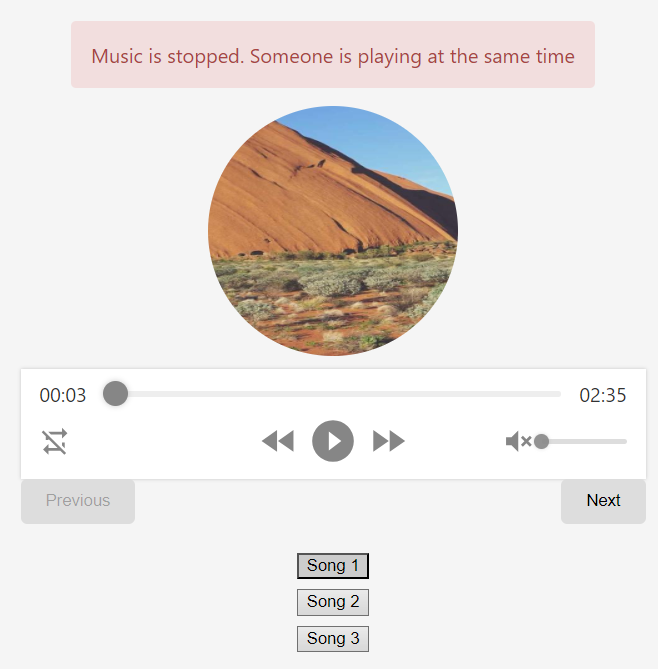 Music is stopped. Someone is playing at the same time
00:03 02:35
Previous Next
Song 1
Song 2
Song 3